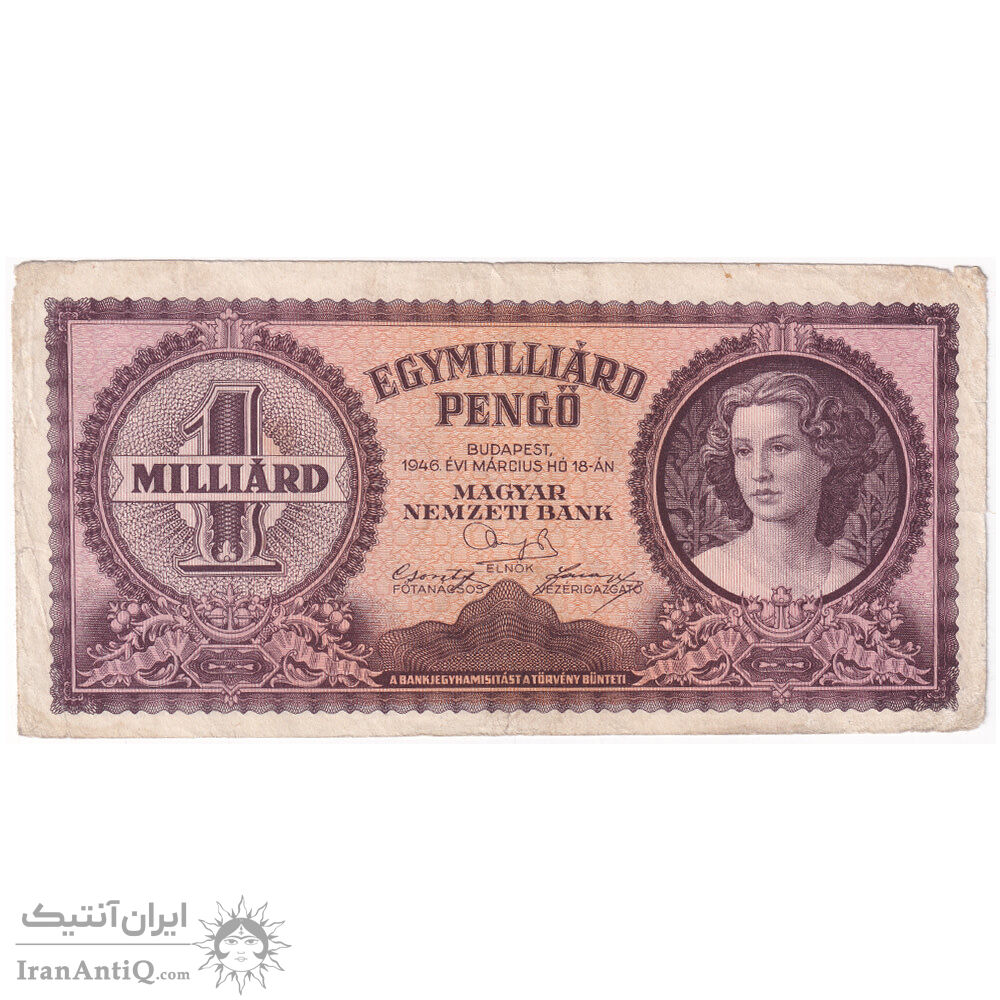 1
MILLIÁRD
EGYMILLIÁRD
PENGŐ
BUDAPEST,
1946. ÉVI MÁRCIUS HÓ 18-ÁN
MAGYAR
NEMZETI BANK
ELNÖK
FŐTANÁCSOS VEZÉRIGAZGATÓ
A BANKJEGYHAMISITÁST A TÖRVÉNY BÜNTETI
ایران آنتیک
IranAntiQ.com